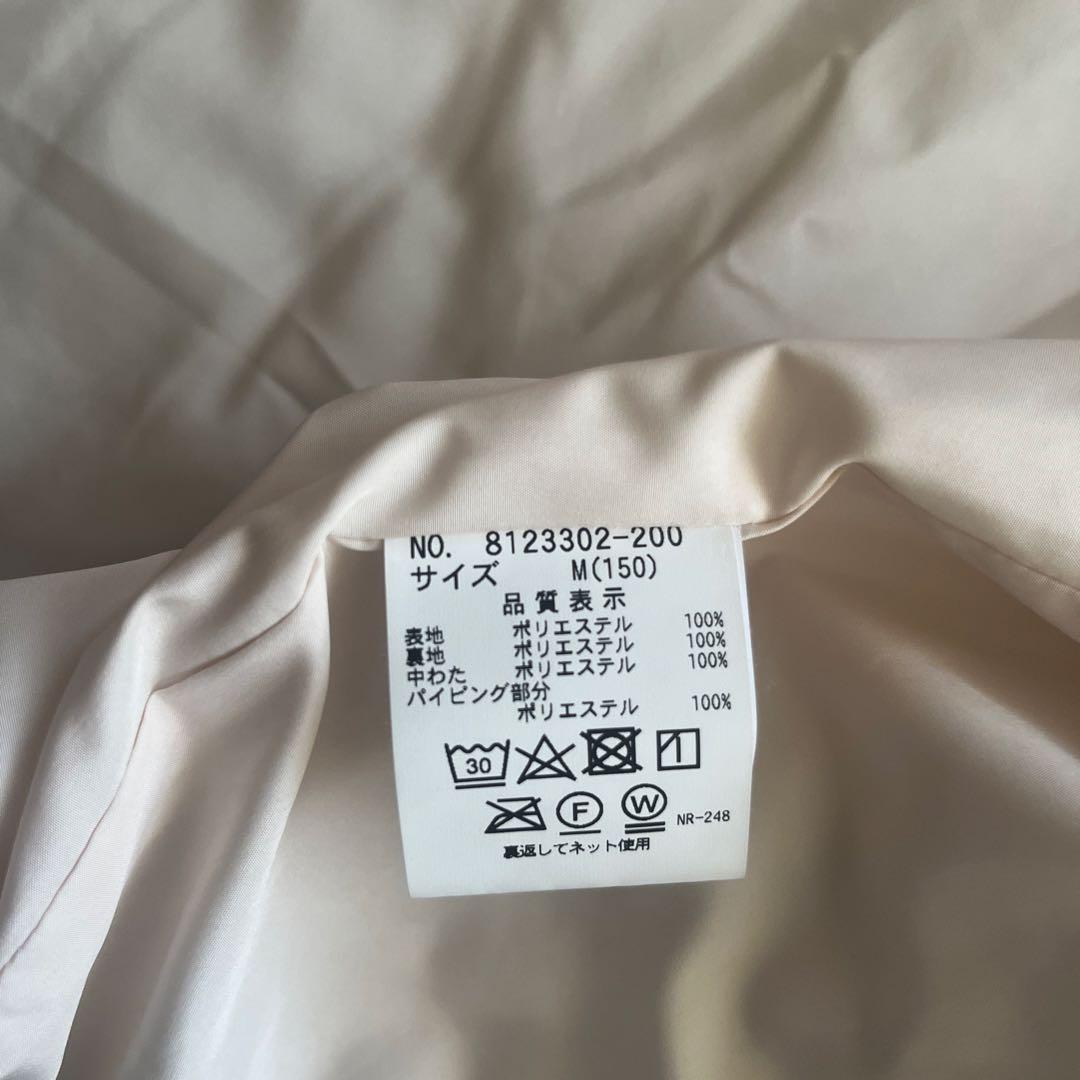 NO. 8123302-200
サイズ M(150)
品質表示
表地 ポリエステル 100%
裏地 ポリエステル 100%
中わた ポリエステル 100%
パイピング部分
ポリエステル 100%
30
F W NR-248
裏返してネット使用